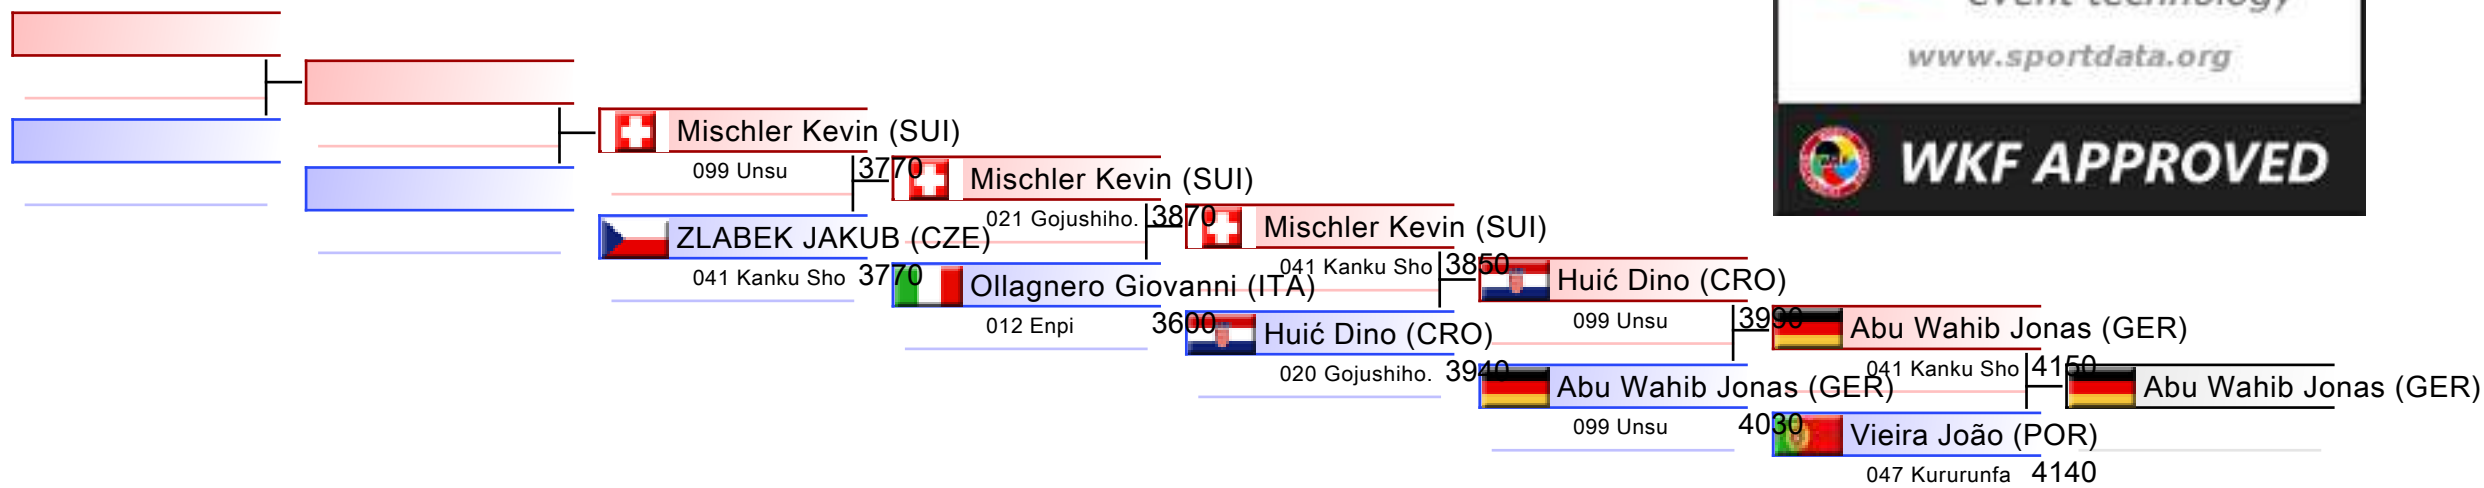 event technology
www.sportdata.org
WKF APPROVED
Mischler Kevin (SUI)
099 Unsu 3770
ZLABEK JAKUB (CZE)
041 Kanku Sho 3770
Mischler Kevin (SUI)
021 Gojushiho. 3870
Ollagnero Giovanni (ITA)
012 Enpi 3600
Mischler Kevin (SUI)
041 Kanku Sho 3850
Huić Dino (CRO)
020 Gojushiho. 3940
Huić Dino (CRO)
099 Unsu 3990
Abu Wahib Jonas (GER)
099 Unsu 4030
Abu Wahib Jonas (GER)
041 Kanku Sho 4150
Vieira João (POR)
047 Kururunfa 4140
Abu Wahib Jonas (GER)